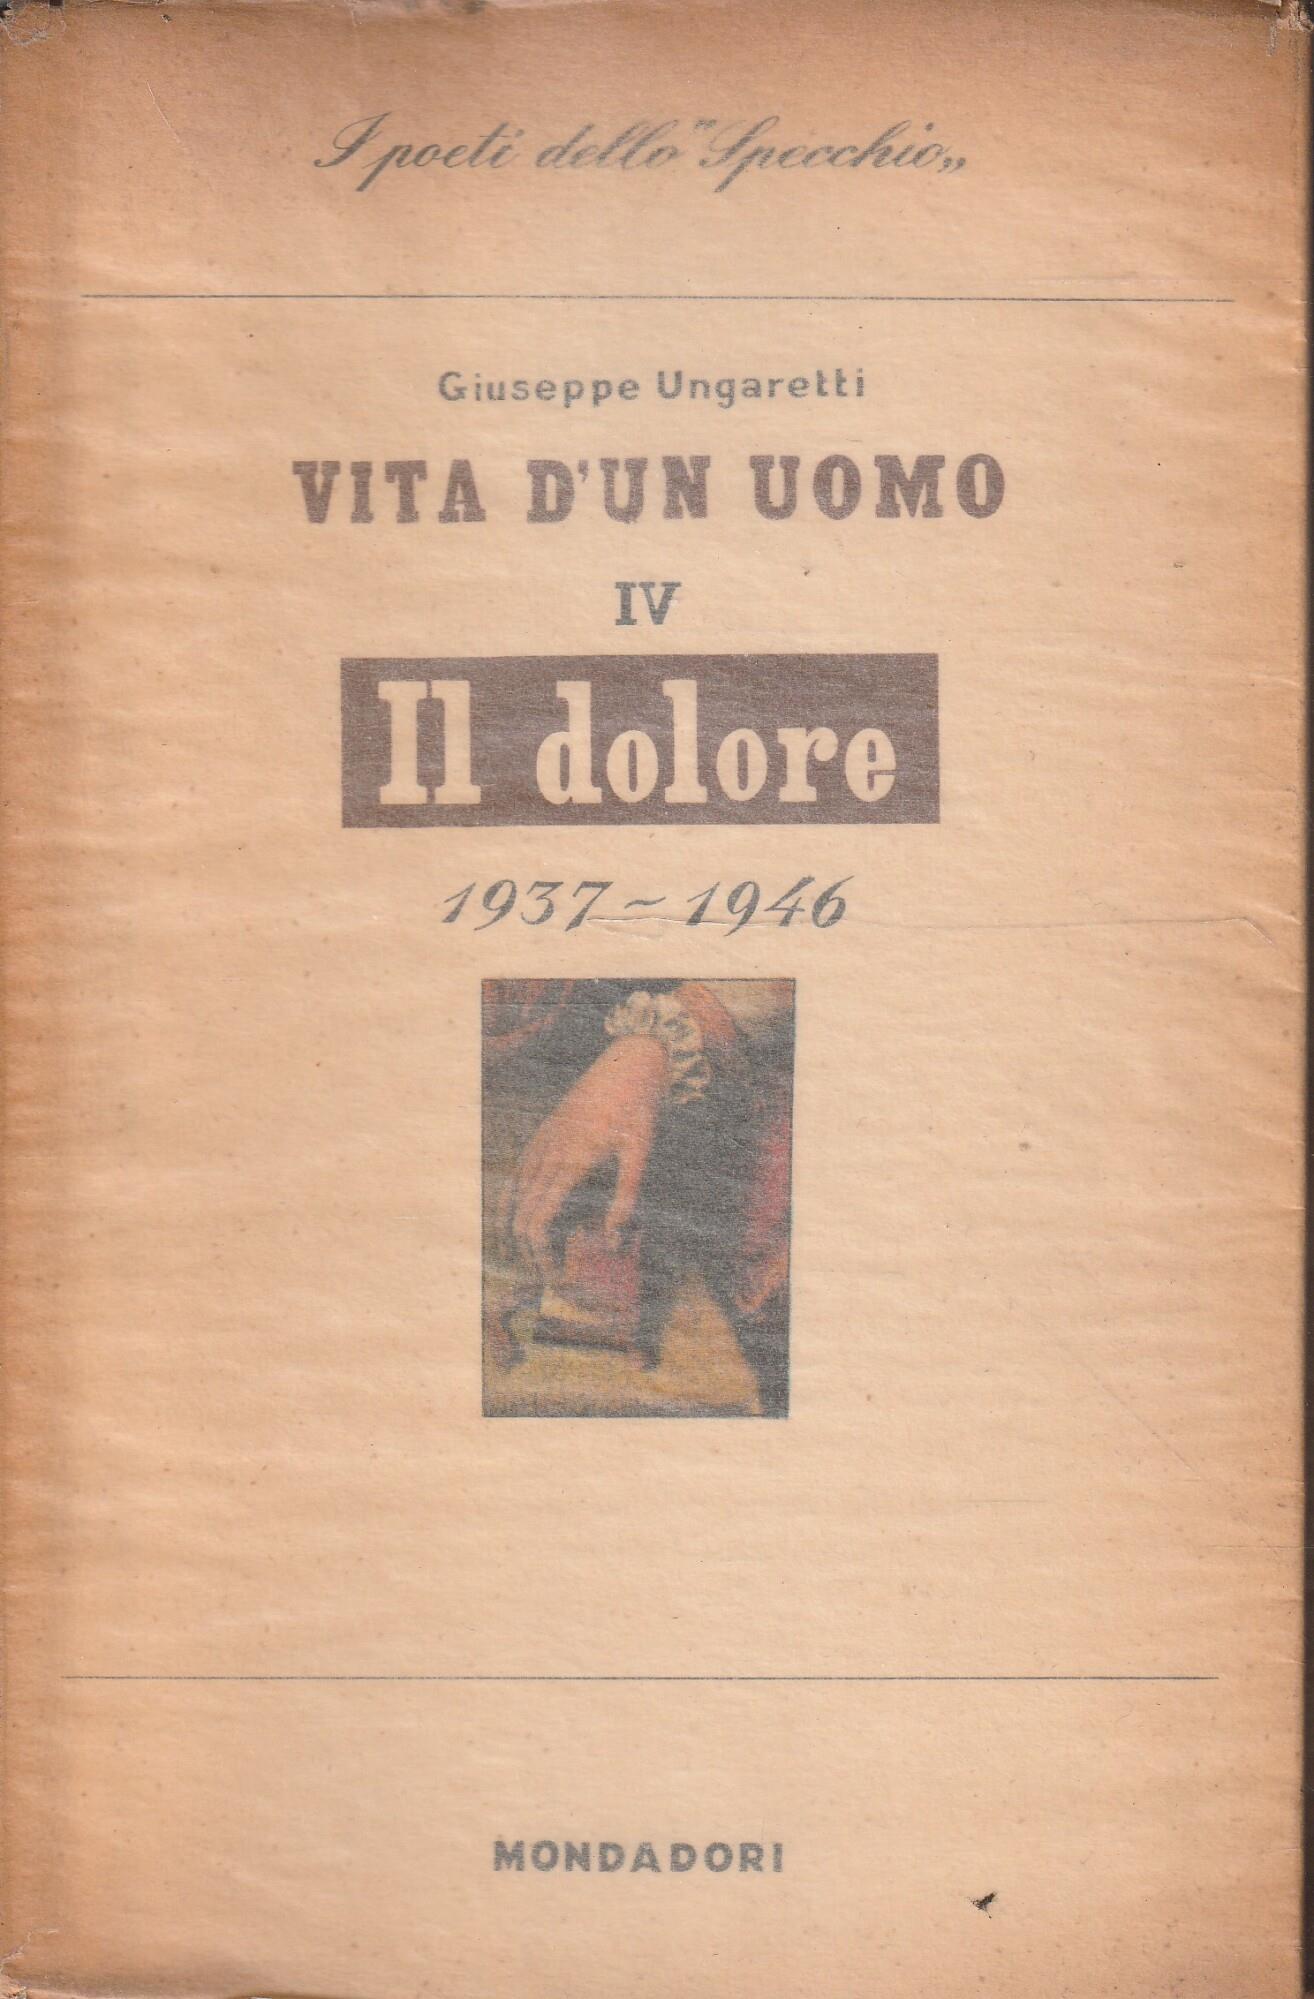 I poeti dello "Specchio„
Giuseppe Ungaretti
VITA D'UN UOMO
IV
Il dolore
1937~1946
MONDADORI